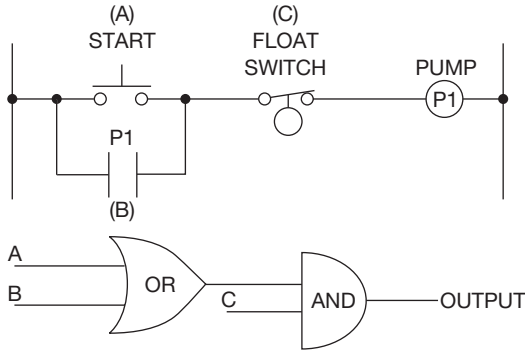 (A)
START
(C)
FLOAT
SWITCH
PUMP
P1
P1
(B)
A
B
OR
C
AND
OUTPUT